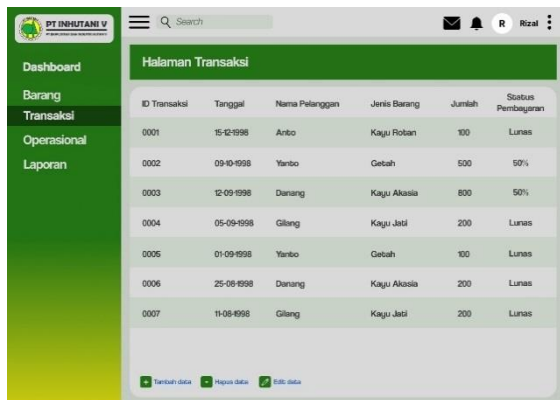 PT INHUTANI V
Search
R
Rizal
Dashboard
Barang
Transaksi
Operasional
Laporan
Halaman Transaksi
ID Transaksi Tanggal Nama Pelanggan Jenis Barang Jumlah Status Pembayaran
0001 15-12-1998 Anto Kayu Rotan 100 Lunas
0002 09-10-1998 Yanto Getah 500 50%
0003 12-09-1998 Danang Kayu Akasia 800 50%
0004 05-09-1998 Gilang Kayu Jati 200 Lunas
0005 01-09-1998 Yanto Getah 100 Lunas
0006 25-08-1998 Danang Kayu Akasia 200 Lunas
0007 11-08-1998 Gilang Kayu Jati 200 Lunas
Tambah data Hapus data Edit data